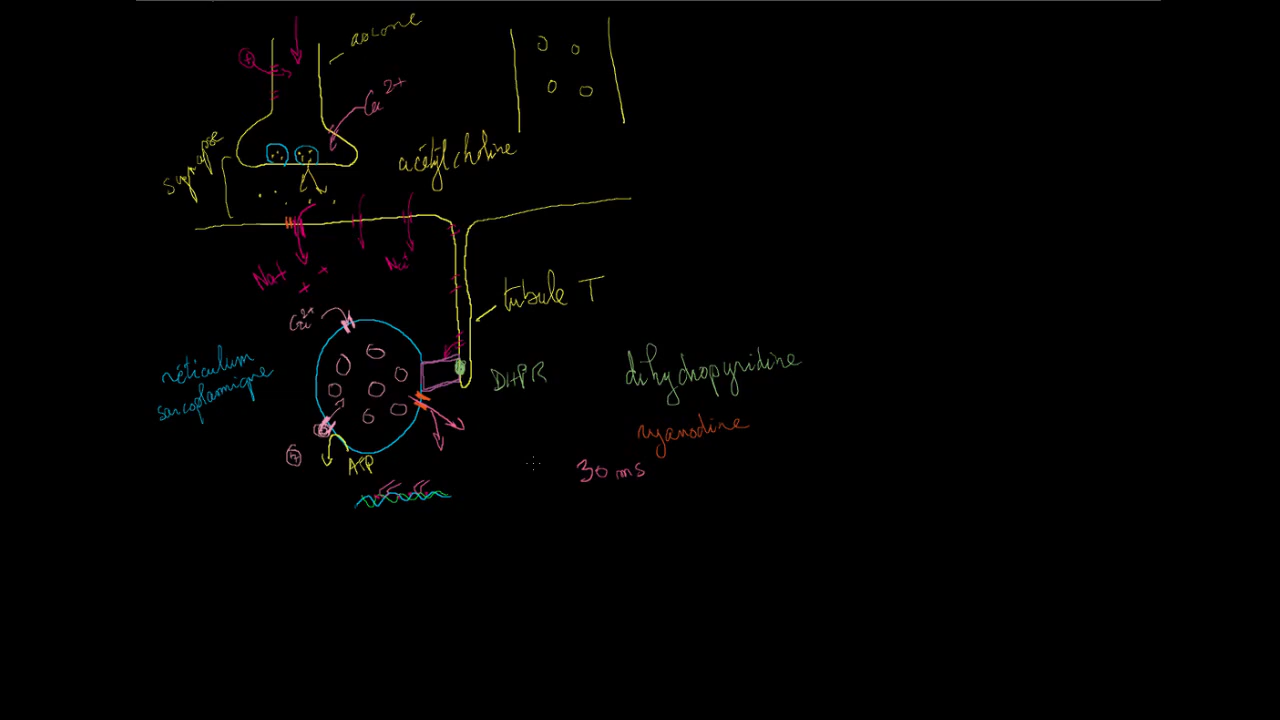 axone
Ca2+
synapse
acétylcholine
Na+
Na+
tubule T
Ca2+
réticulum
sarcoplasmique
DHPR
dihydropyridine
ryanodine
ATP
30 ms